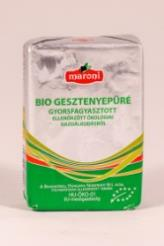 maroni
BIO GESZTENYEPÜRÉ
GYORSFAGYASZTOTT
ELLENŐRZÖTT ÖKOLÓGIAI
GAZDÁLKODÁSBÓL
HU-ÖKO-01
EU-mezőgazdaság